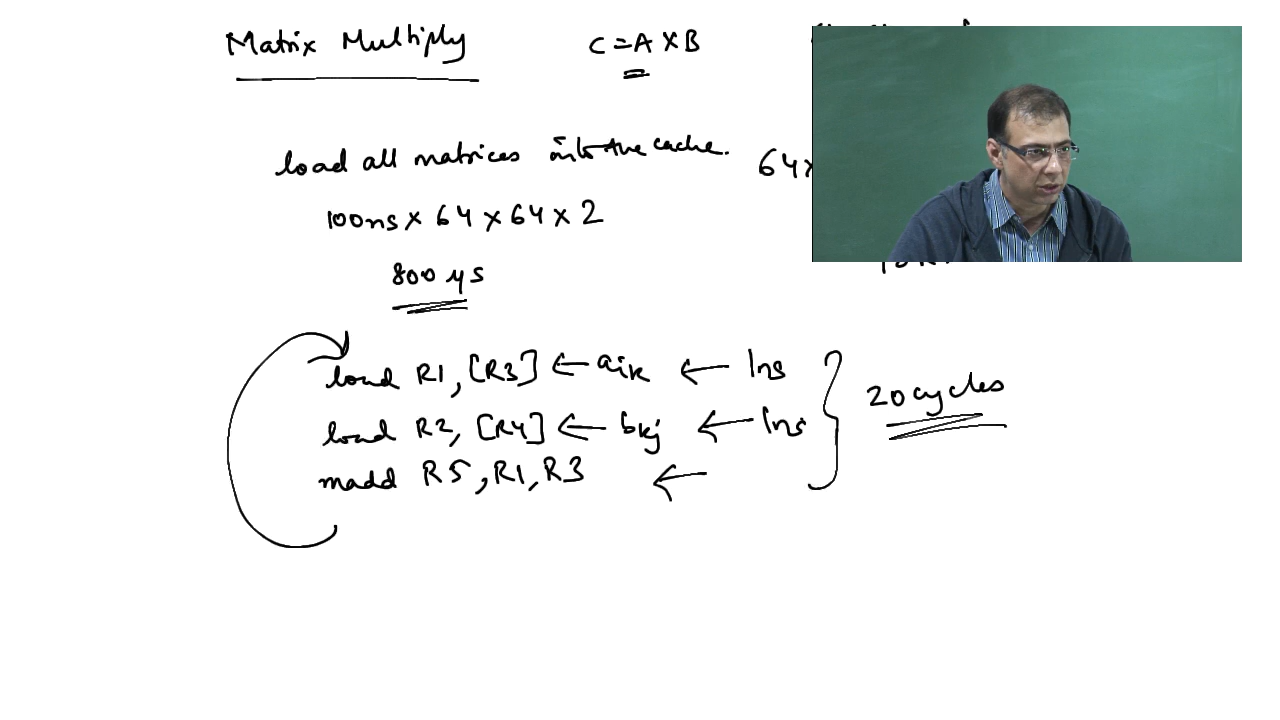 Matrix Multiply C = A X B
load all matrices into the cache. 64x
100ns x 64 x 64 x 2
800 μs
load R1, [R3] ← aik ← 1ns
load R2, [R4] ← bkj ← 1ns
20 cycles
madd R5, R1, R3 ←